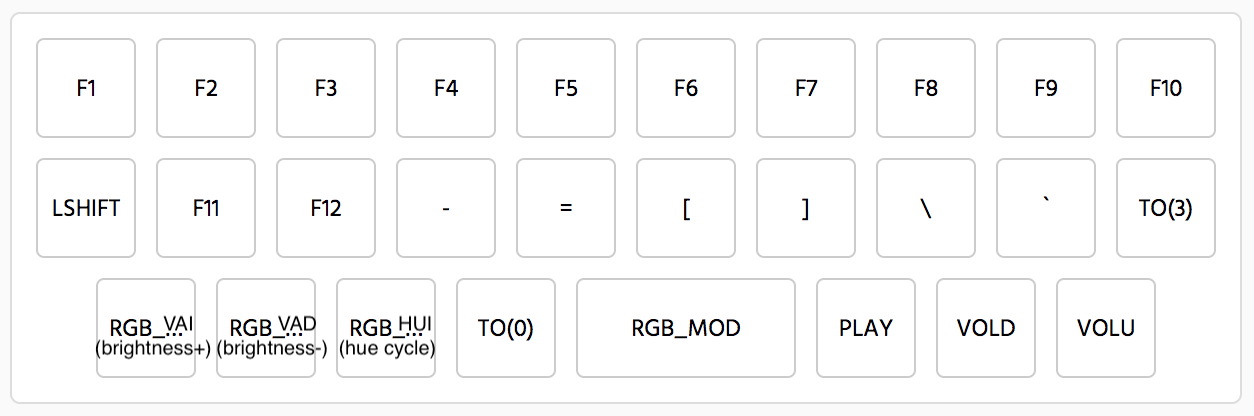 F1 F2 F3 F4 F5 F6 F7 F8 F9 F10
LSHIFT F11 F12 - = [ ] \ ` TO(3)
RGB_VAI RGB_VAD RGB_HUI TO(0) RGB_MOD PLAY VOLD VOLU
(brightness+) (brightness-) (hue cycle)